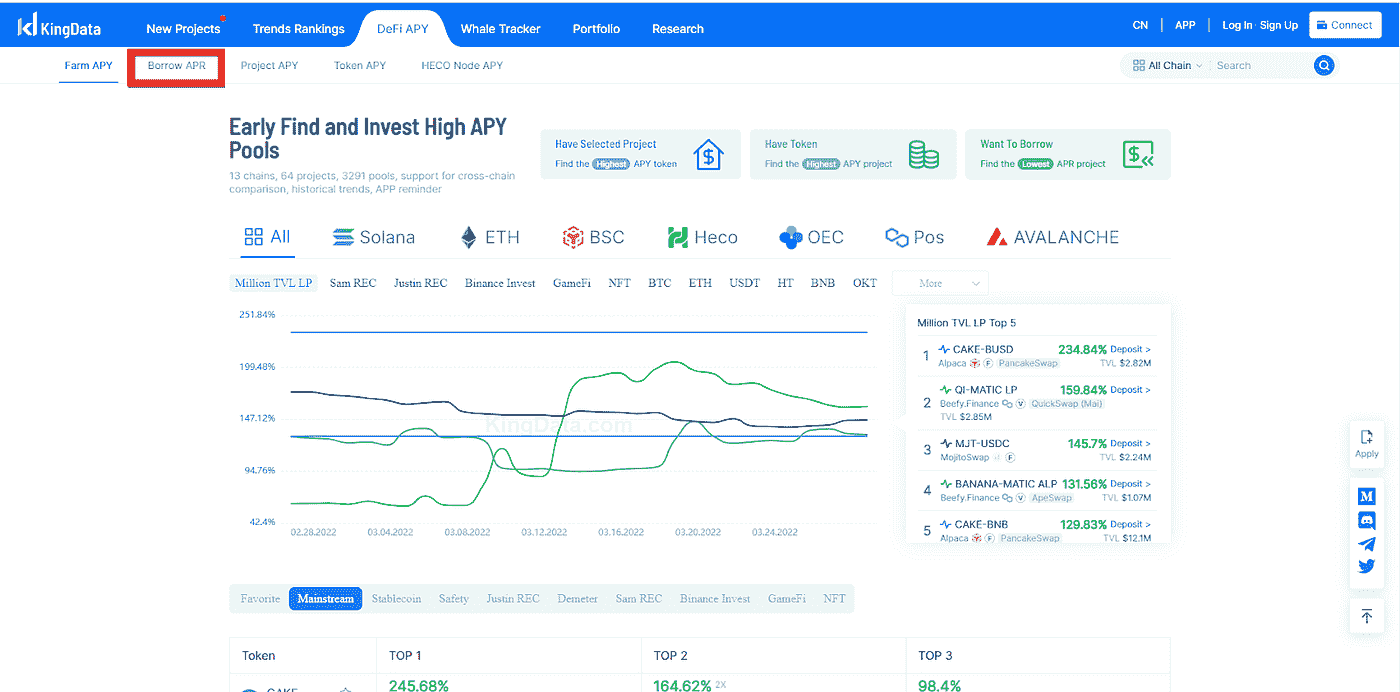 KingData New Projects Trends Rankings DeFi APY Whale Tracker Portfolio Research CN APP Log In Sign Up Connect
Farm APY Borrow APR Project APY Token APY HECO Node APY All Chain Search
Early Find and Invest High APY
Pools
13 chains, 64 projects, 3291 pools, support for cross-chain
comparison, historical trends, APP reminder
Have Selected Project
Find the Highest APY token
Have Token
Find the Highest APY project
Want To Borrow
Find the Lowest APR project
All Solana ETH BSC Heco OEC Pos AVALANCHE
Million TVL LP Sam REC Justin REC Binance Invest GameFi NFT BTC ETH USDT HT BNB OKT More
251.84%
199.48%
147.12%
94.76%
42.4%
KingData.com
02.28.2022 03.04.2022 03.08.2022 03.12.2022 03.16.2022 03.20.2022 03.24.2022
Million TVL LP Top 5
1 CAKE-BUSD 234.84% Deposit >
Alpaca F PancakeSwap TVL $2.82M
2 QI-MATIC LP 159.84% Deposit >
Beefy.Finance V QuickSwap (Mai)
TVL $2.85M
3 MJT-USDC 145.7% Deposit >
MojitoSwap F TVL $2.24M
4 BANANA-MATIC ALP 131.56% Deposit >
Beefy.Finance V ApeSwap TVL $1.07M
5 CAKE-BNB 129.83% Deposit >
Alpaca F PancakeSwap TVL $12.1M
Apply
Favorite Mainstream Stablecoin Safety Justin REC Demeter Sam REC Binance Invest GameFi NFT
Token TOP 1 TOP 2 TOP 3
CAKE 245.68% 164.62% 2X 98.4%